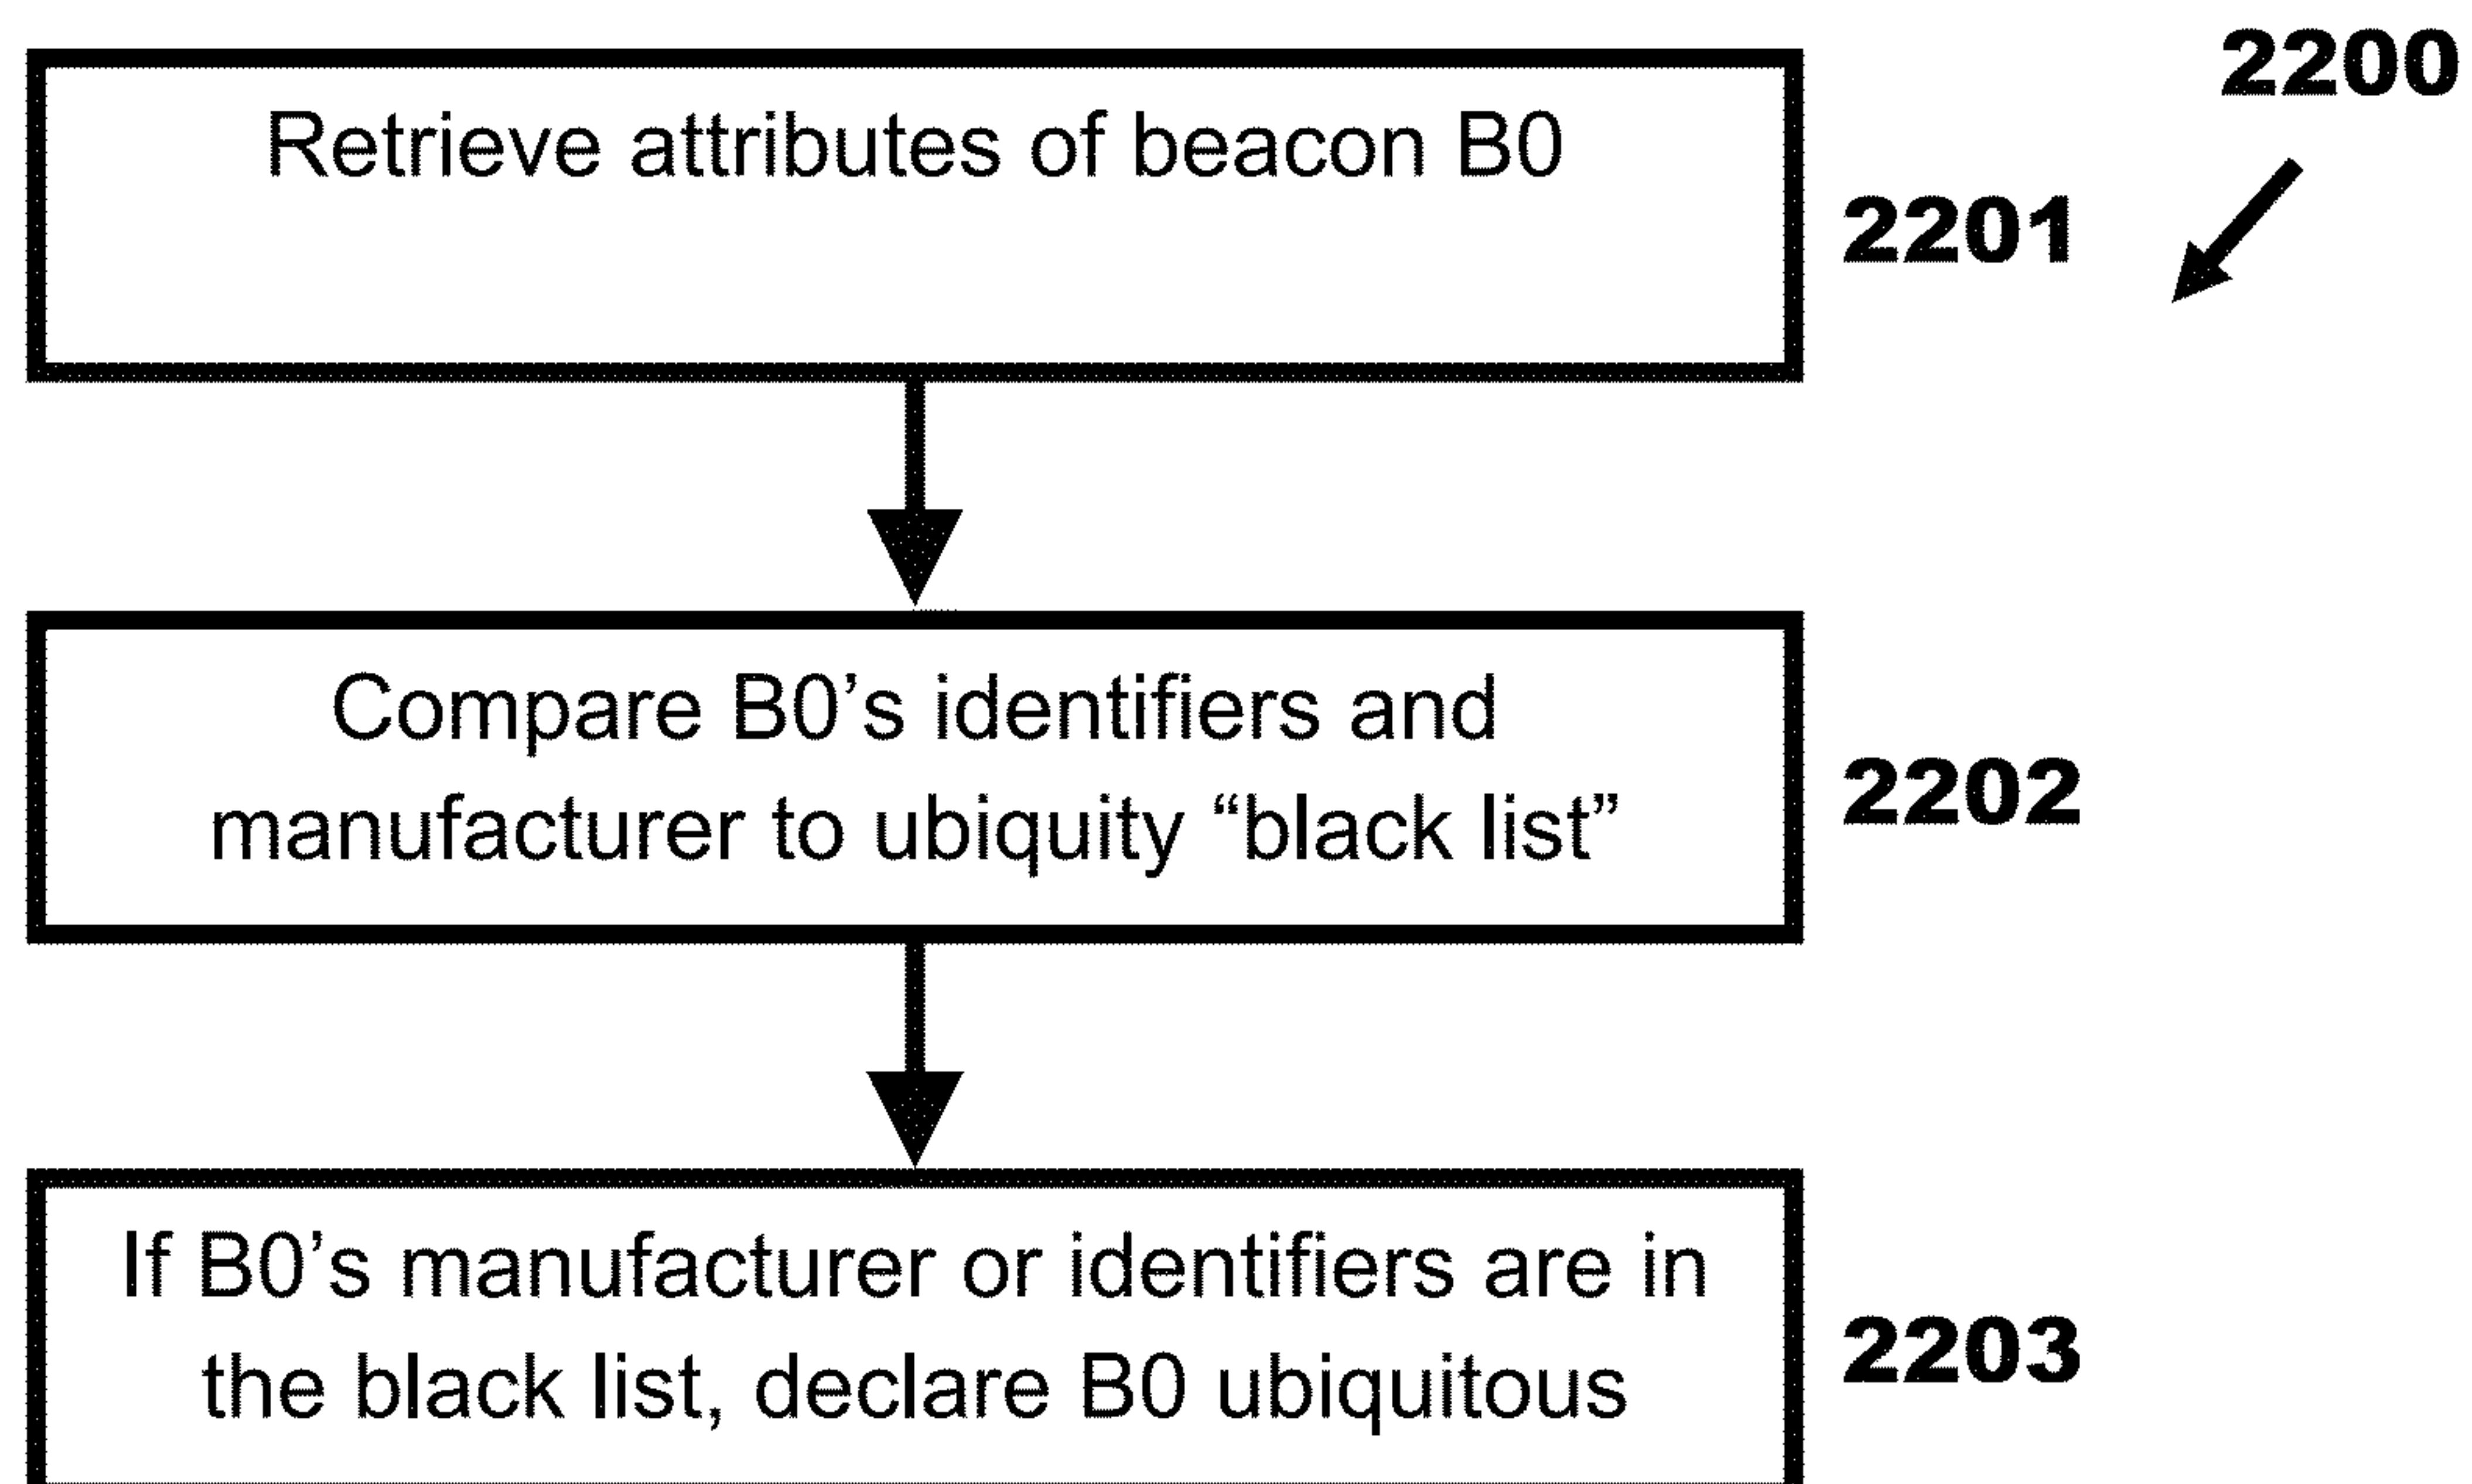 2200
Retrieve attributes of beacon B0
2201
Compare B0’s identifiers and
manufacturer to ubiquity “black list”
2202
If B0’s manufacturer or identifiers are in
the black list, declare B0 ubiquitous
2203